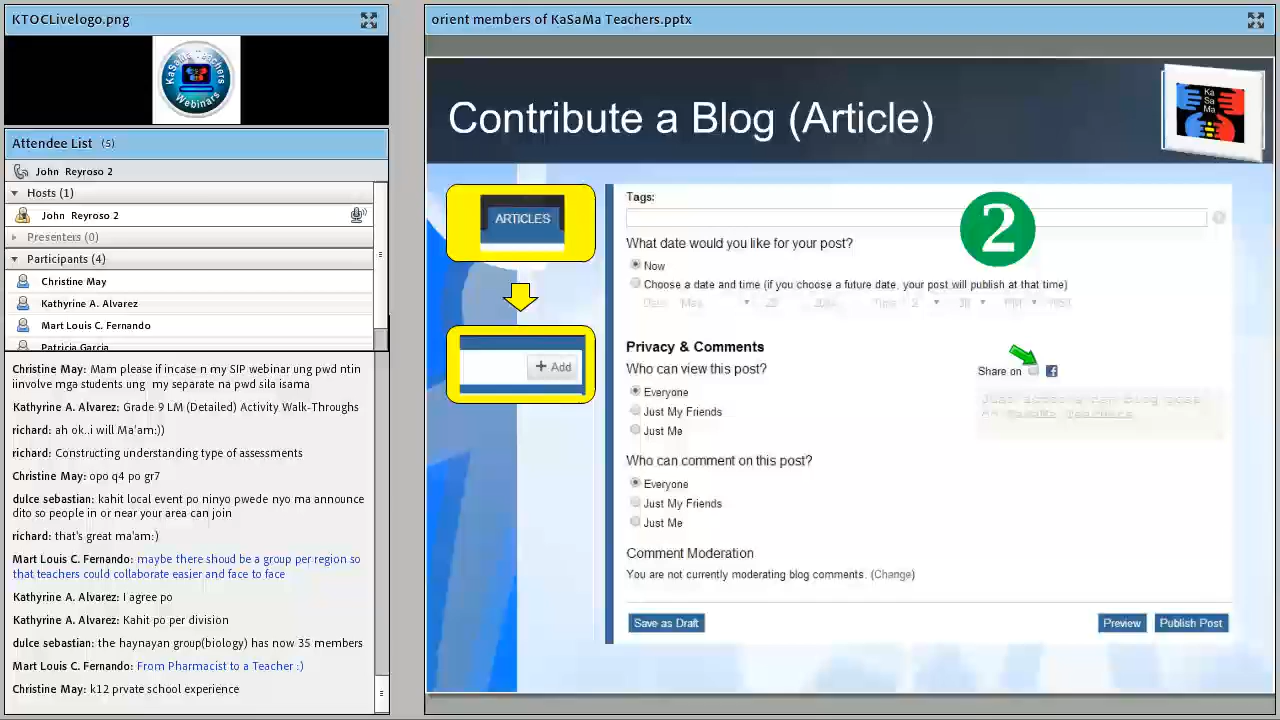 KTOCLivelogo.png
KaSaMa Teachers
Webinars
Attendee List (5)
John Reyroso 2
Hosts (1)
John Reyroso 2
Presenters (0)
Participants (4)
Christine May
Kathyrine A. Alvarez
Mart Louis C. Fernando
Patricia Garcia
Christine May: Mam please if incase n my SIP webinar ung pwd ntin
iinvolve mga students ung my separate na pwd sila isama
Kathyrine A. Alvarez: Grade 9 LM (Detailed) Activity Walk-Throughs
richard: ah ok..i will Ma'am:))
richard: Constructing understanding type of assessments
Christine May: opo q4 po gr7
dulce sebastian: kahit local event po ninyo pwede nyo ma announce
dito so people in or near your area can join
richard: that's great ma'am:)
Mart Louis C. Fernando: maybe there shoud be a group per region so
that teachers could collaborate easier and face to face
Kathyrine A. Alvarez: I agree po
Kathyrine A. Alvarez: Kahit po per division
dulce sebastian: the haynayan group(biology) has now 35 members
Mart Louis C. Fernando: From Pharmacist to a Teacher :)
Christine May: k12 prvate school experience
orient members of KaSaMa Teachers.pptx
Contribute a Blog (Article)
Ka
Sa
Ma
ARTICLES
+ Add
2
Tags:
What date would you like for your post?
Now
Choose a date and time (if you choose a future date, your post will publish at that time)
Privacy & Comments
Who can view this post?
Everyone
Just My Friends
Just Me
Share on
Who can comment on this post?
Everyone
Just My Friends
Just Me
Comment Moderation
You are not currently moderating blog comments. (Change)
Save as Draft
Preview
Publish Post